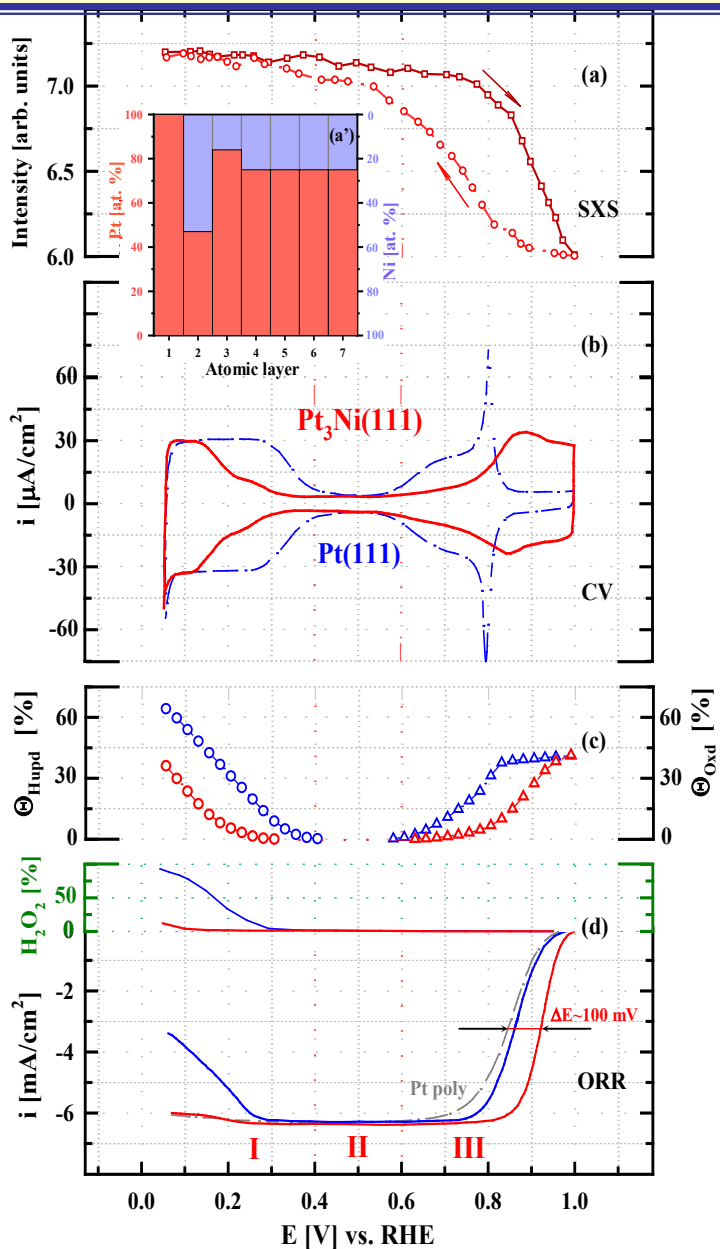 Intensity [arb. units]
7.0
6.5
6.0
(a)
SXS
(a')
Pt [at. %]
100
80
60
40
20
0
Ni [at. %]
0
20
40
60
80
100
1 2 3 4 5 6 7
Atomic layer
i [µA/cm²]
60
30
0
-30
-60
(b)
Pt₃Ni(111)
Pt(111)
CV
Θ_Hupd [%]
60
30
0
(c)
Θ_Oxd [%]
60
30
0
H₂O₂ [%]
50
0
(d)
i [mA/cm²]
-2
-4
-6
ΔE~100 mV
Pt poly
ORR
I II III
0.0 0.2 0.4 0.6 0.8 1.0
E [V] vs. RHE